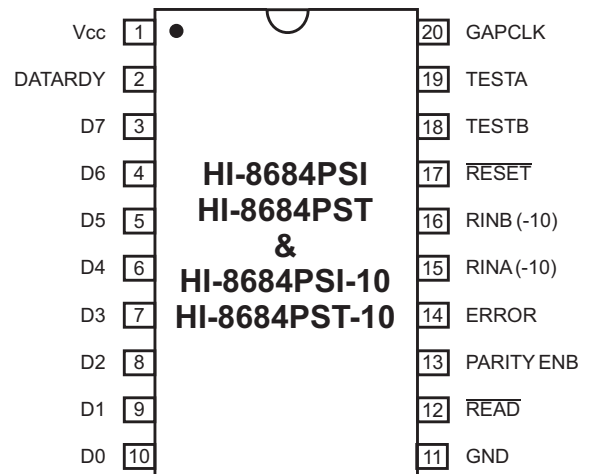 Vcc 1 20 GAPCLK
DATARDY 2 19 TESTA
D7 3 18 TESTB
D6 4 17 RESET
D5 5 16 RINB (-10)
D4 6 15 RINA (-10)
D3 7 14 ERROR
D2 8 13 PARITY ENB
D1 9 12 READ
D0 10 11 GND
HI-8684PSI
HI-8684PST
&
HI-8684PSI-10
HI-8684PST-10